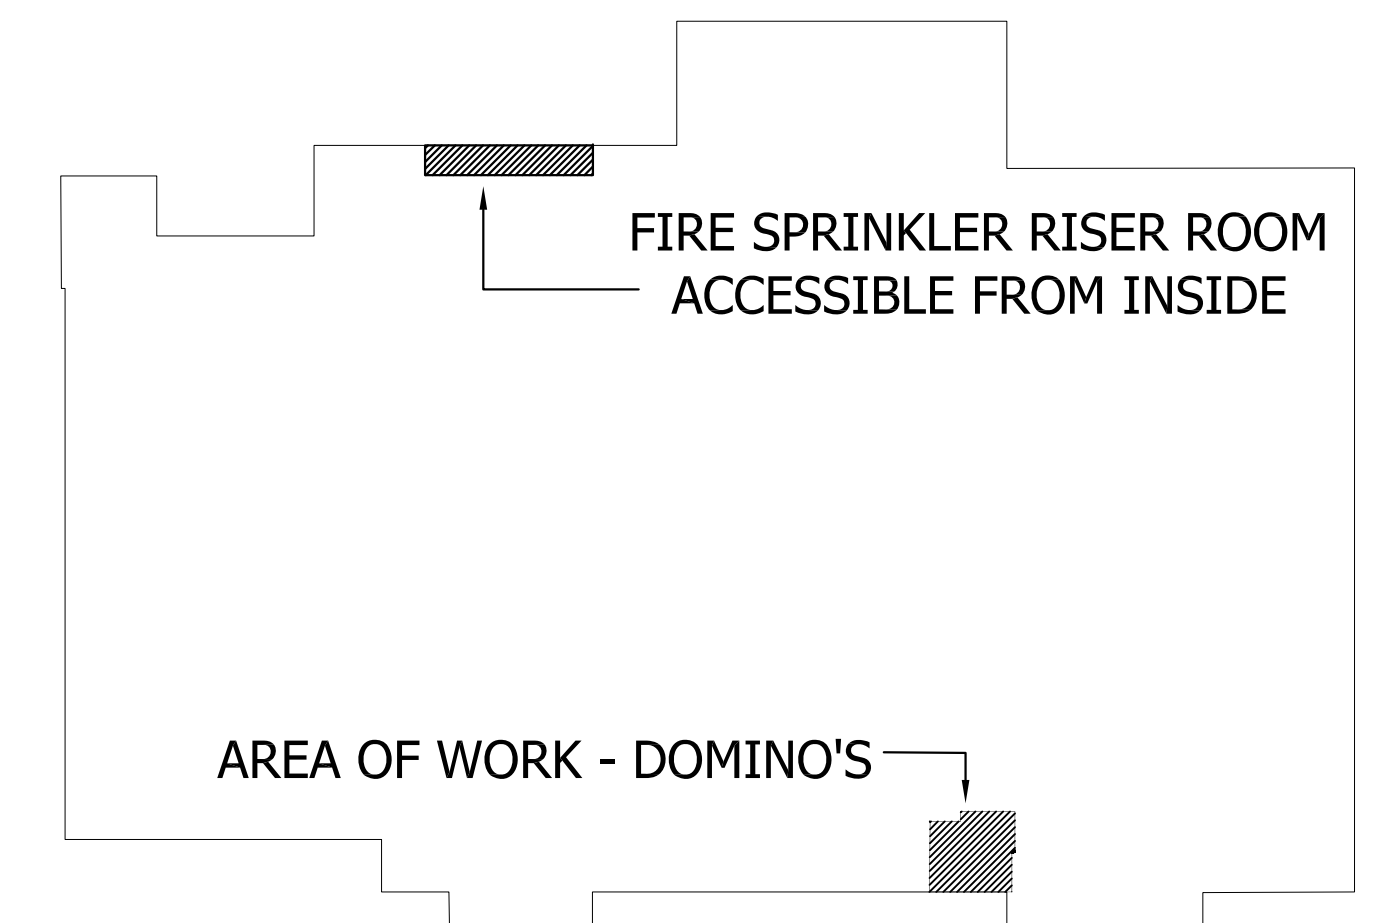 FIRE SPRINKLER RISER ROOM
ACCESSIBLE FROM INSIDE
AREA OF WORK - DOMINO'S